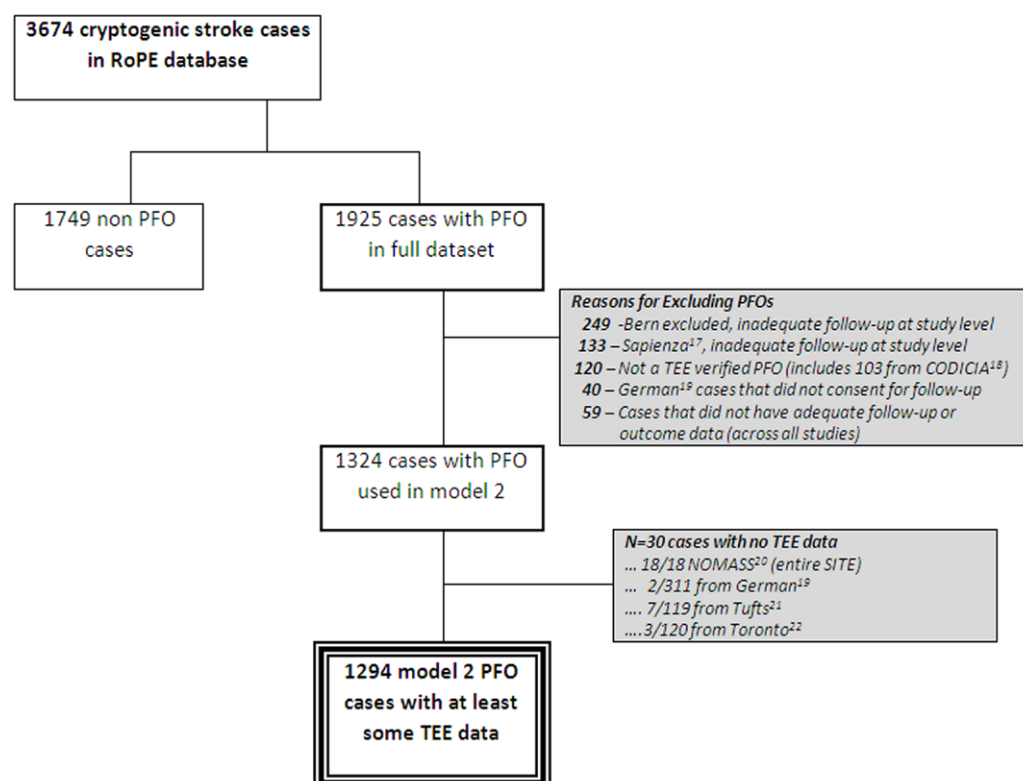 3674 cryptogenic stroke cases
in RoPE database
1749 non PFO
cases
1925 cases with PFO
in full dataset
Reasons for Excluding PFOs
249 -Bern excluded, inadequate follow-up at study level
133 – Sapienza¹⁷, inadequate follow-up at study level
120 – Not a TEE verified PFO (includes 103 from CODICIA¹⁸)
40 – German¹⁹ cases that did not consent for follow-up
59 – Cases that did not have adequate follow-up or
outcome data (across all studies)
1324 cases with PFO
used in model 2
N=30 cases with no TEE data
... 18/18 NOMASS²⁰ (entire SITE)
... 2/311 from German¹⁹
.... 7/119 from Tufts²¹
....3/120 from Toronto²²
1294 model 2 PFO
cases with at least
some TEE data